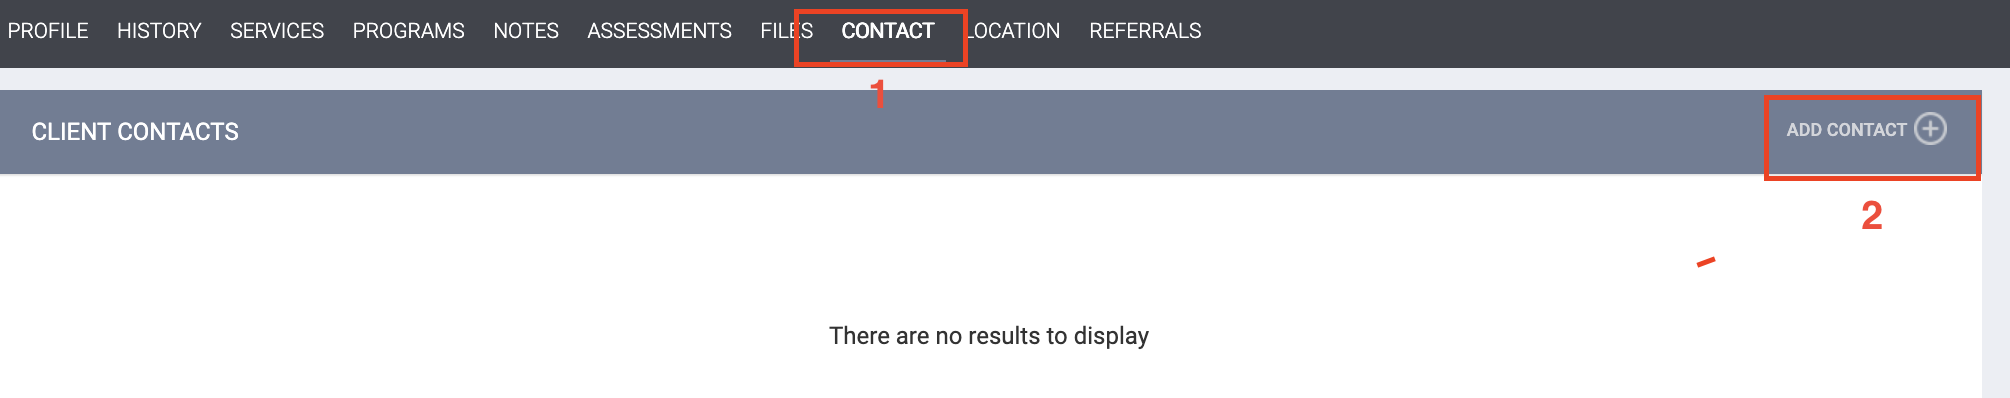 PROFILE HISTORY SERVICES PROGRAMS NOTES ASSESSMENTS FILES CONTACT LOCATION REFERRALS
1
CLIENT CONTACTS ADD CONTACT
2
There are no results to display